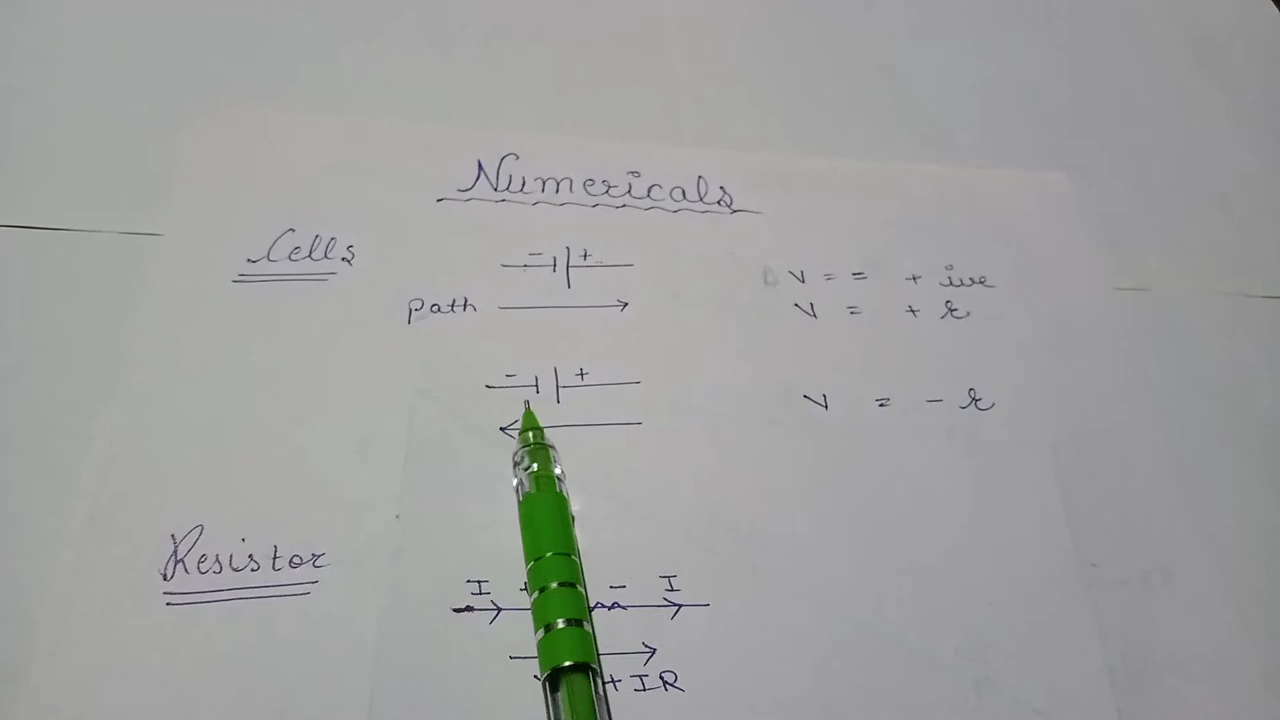 Numericals
Cells
- +
V = = + ive
path
V = + ε
- +
V = - ε
Resistor
I + - I
+ IR